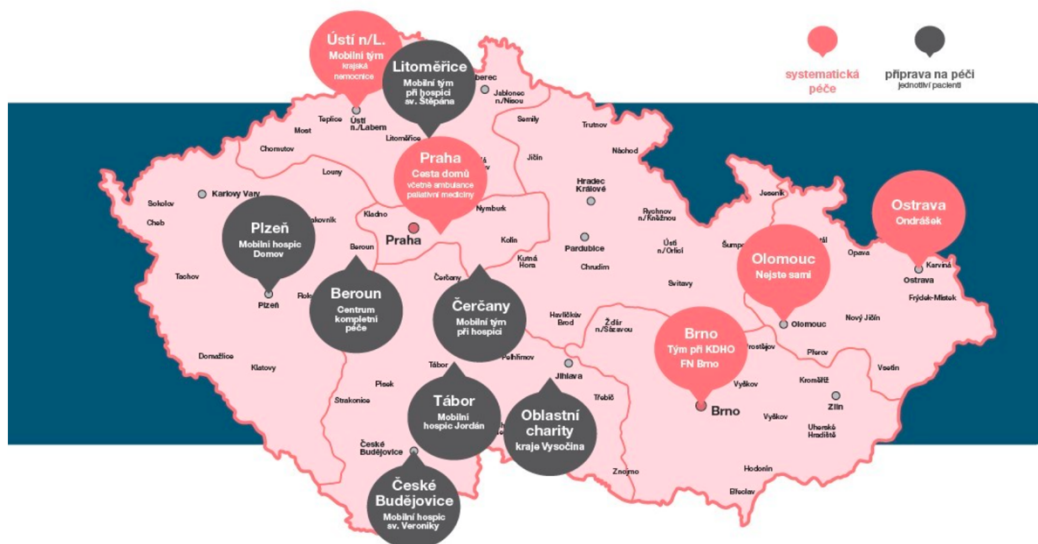 Ústí n/L.
Mobilní tým
krajská
nemocnice
Litoměřice
Mobilní tým
při hospici
sv. Štěpána
systematická
péče
příprava na péči
jednotliví pacienti
Jablonec
n./Nisou
Teplice
Ústí
n./Labem
Most
Litoměřice
Chomutov
Semily
Trutnov
Náchod
Jičín
Louny
Praha
Cesta domů
včetně ambulance
paliativní medicíny
Karlovy Vary
Sokolov
Cheb
Kladno
Nymburk
Hradec
Králové
Rychnov
n./Kněžnou
Jeseník
Ostrava
Ondrášek
Plzeň
Mobilní hospic
Domov
Praha
Beroun
Kolín
Kutná
Hora
Pardubice
Chrudim
Ústí
n./Orlicí
Svitavy
Olomouc
Nejste sami
Opava
Karviná
Ostrava
Frýdek-Místek
Tachov
Plzeň
Beroun
Centrum
kompletní
péče
Čerčany
Čerčany
Mobilní tým
při hospici
Havlíčkův
Brod
Žďár
n./Sázavou
Brno
Tým při KDHO
FN Brno
Olomouc
Nový Jičín
Přerov
Vsetín
Domažlice
Klatovy
Písek
Strakonice
Tábor
Pelhřimov
Jihlava
Třebíč
Tábor
Mobilní
hospic Jordán
Oblastní
charity
kraje Vysočina
Vyškov
Kroměříž
Zlín
Brno
Vyškov
Uherská
Hradiště
České
Budějovice
Znojmo
Hodonín
Břeclav
České
Budějovice
Mobilní hospic
sv. Veroniky